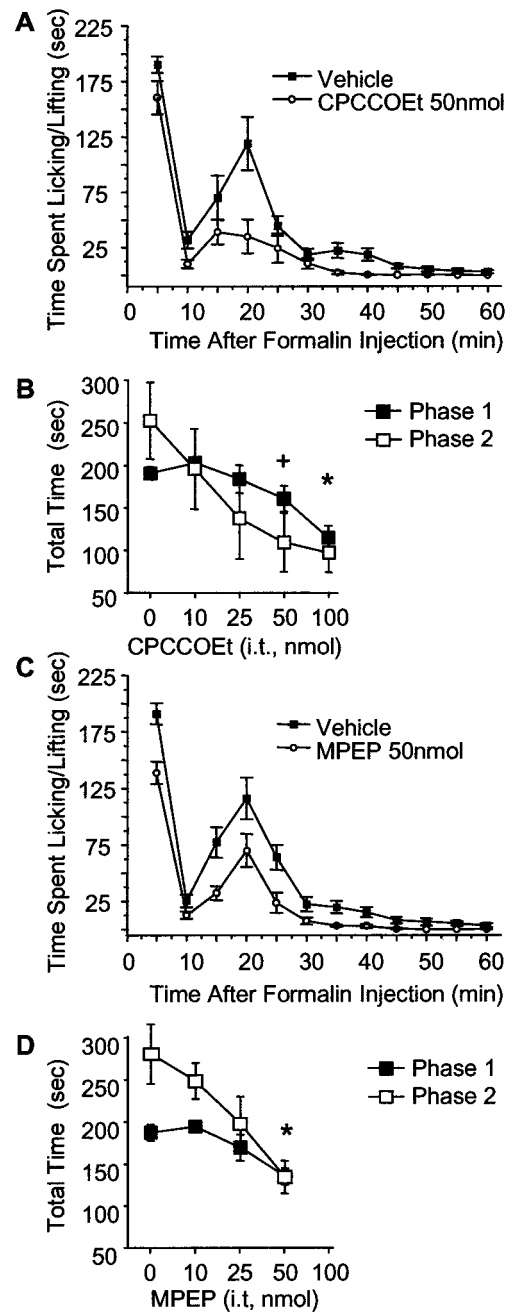 A
Time Spent Licking/Lifting (sec)
225
175
125
75
25
Vehicle
CPCCOEt 50nmol
0 10 20 30 40 50 60
Time After Formalin Injection (min)
B
Total Time (sec)
300
250
200
150
100
50
Phase 1
Phase 2
+
*
0 10 25 50 100
CPCCOEt (i.t., nmol)
C
Time Spent Licking/Lifting (sec)
225
175
125
75
25
Vehicle
MPEP 50nmol
0 10 20 30 40 50 60
Time After Formalin Injection (min)
D
Total Time (sec)
300
250
200
150
100
50
Phase 1
Phase 2
*
0 10 25 50 100
MPEP (i.t, nmol)